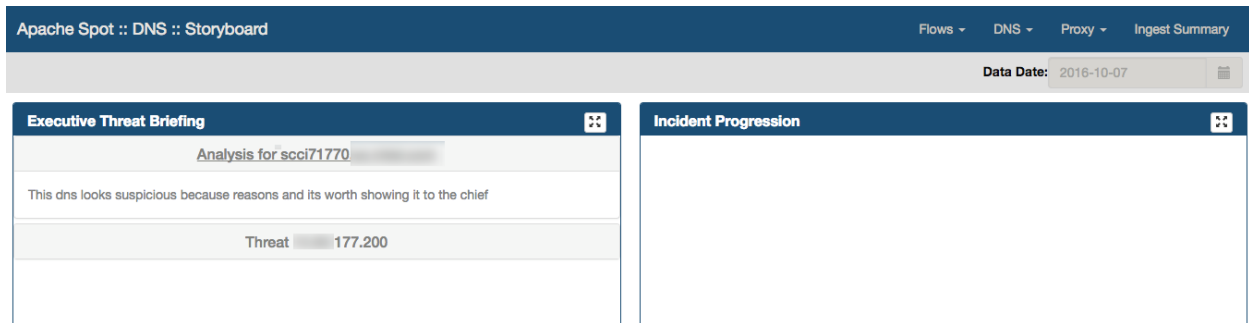 Apache Spot :: DNS :: Storyboard
Flows DNS Proxy Ingest Summary
Data Date: 2016-10-07
Executive Threat Briefing
Incident Progression
Analysis for scci71770
This dns looks suspicious because reasons and its worth showing it to the chief
Threat 177.200